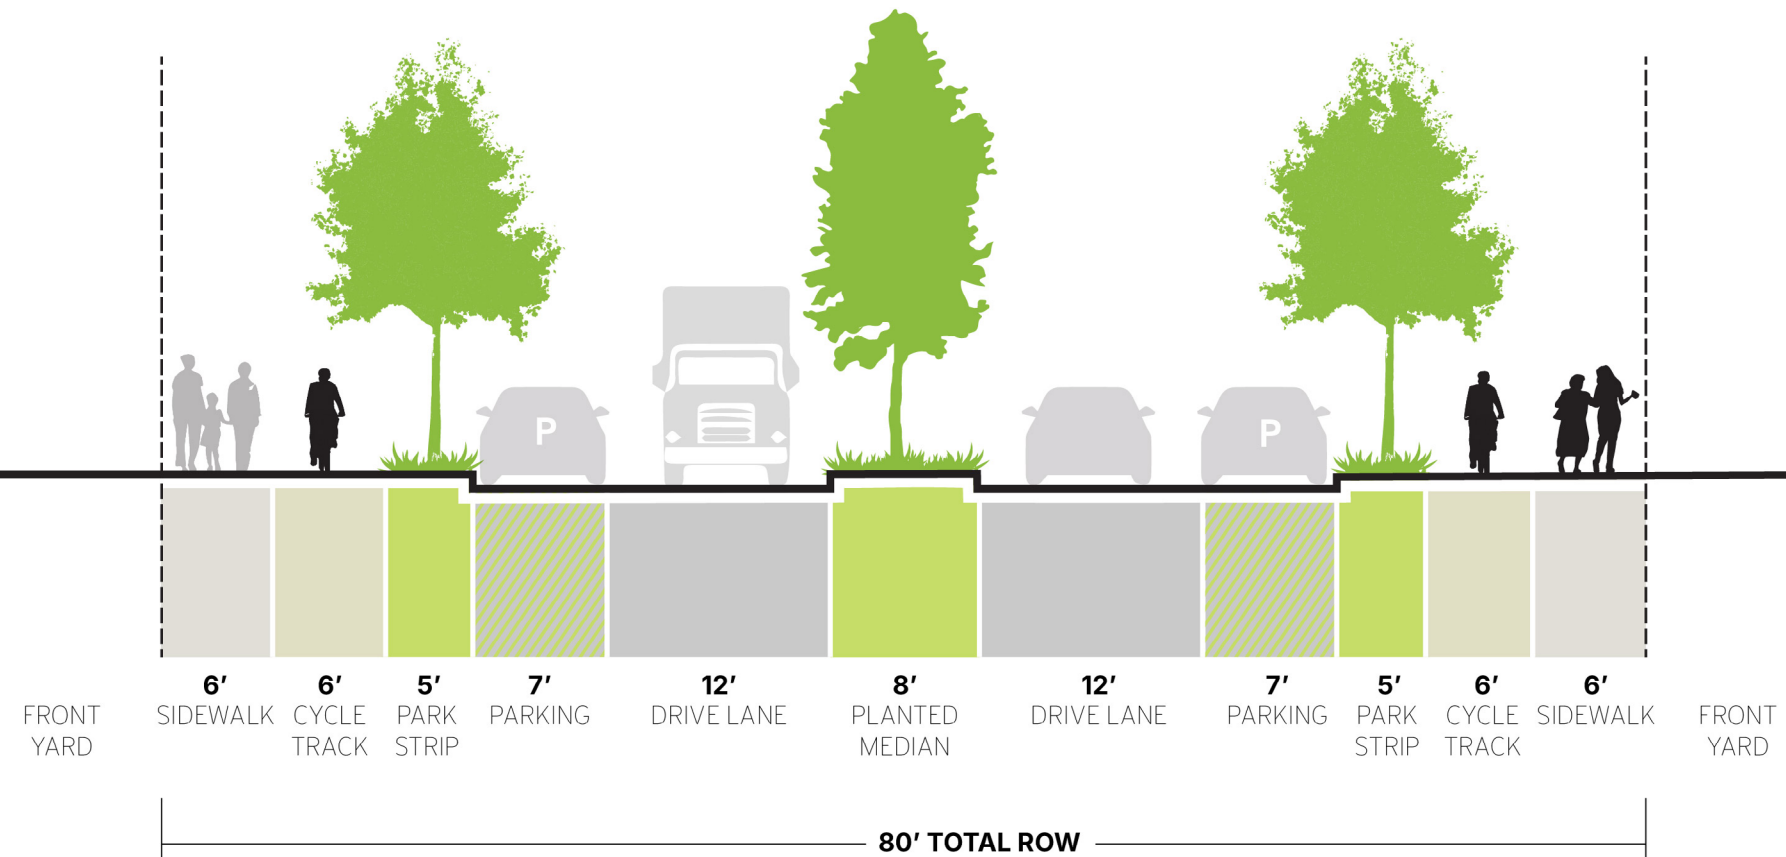 P
P
6′ 6′ 5′ 7′ 12′ 8′ 12′ 7′ 5′ 6′ 6′
FRONT SIDEWALK CYCLE PARK PARKING DRIVE LANE PLANTED DRIVE LANE PARKING PARK CYCLE SIDEWALK FRONT
YARD TRACK STRIP MEDIAN STRIP TRACK YARD
80′ TOTAL ROW